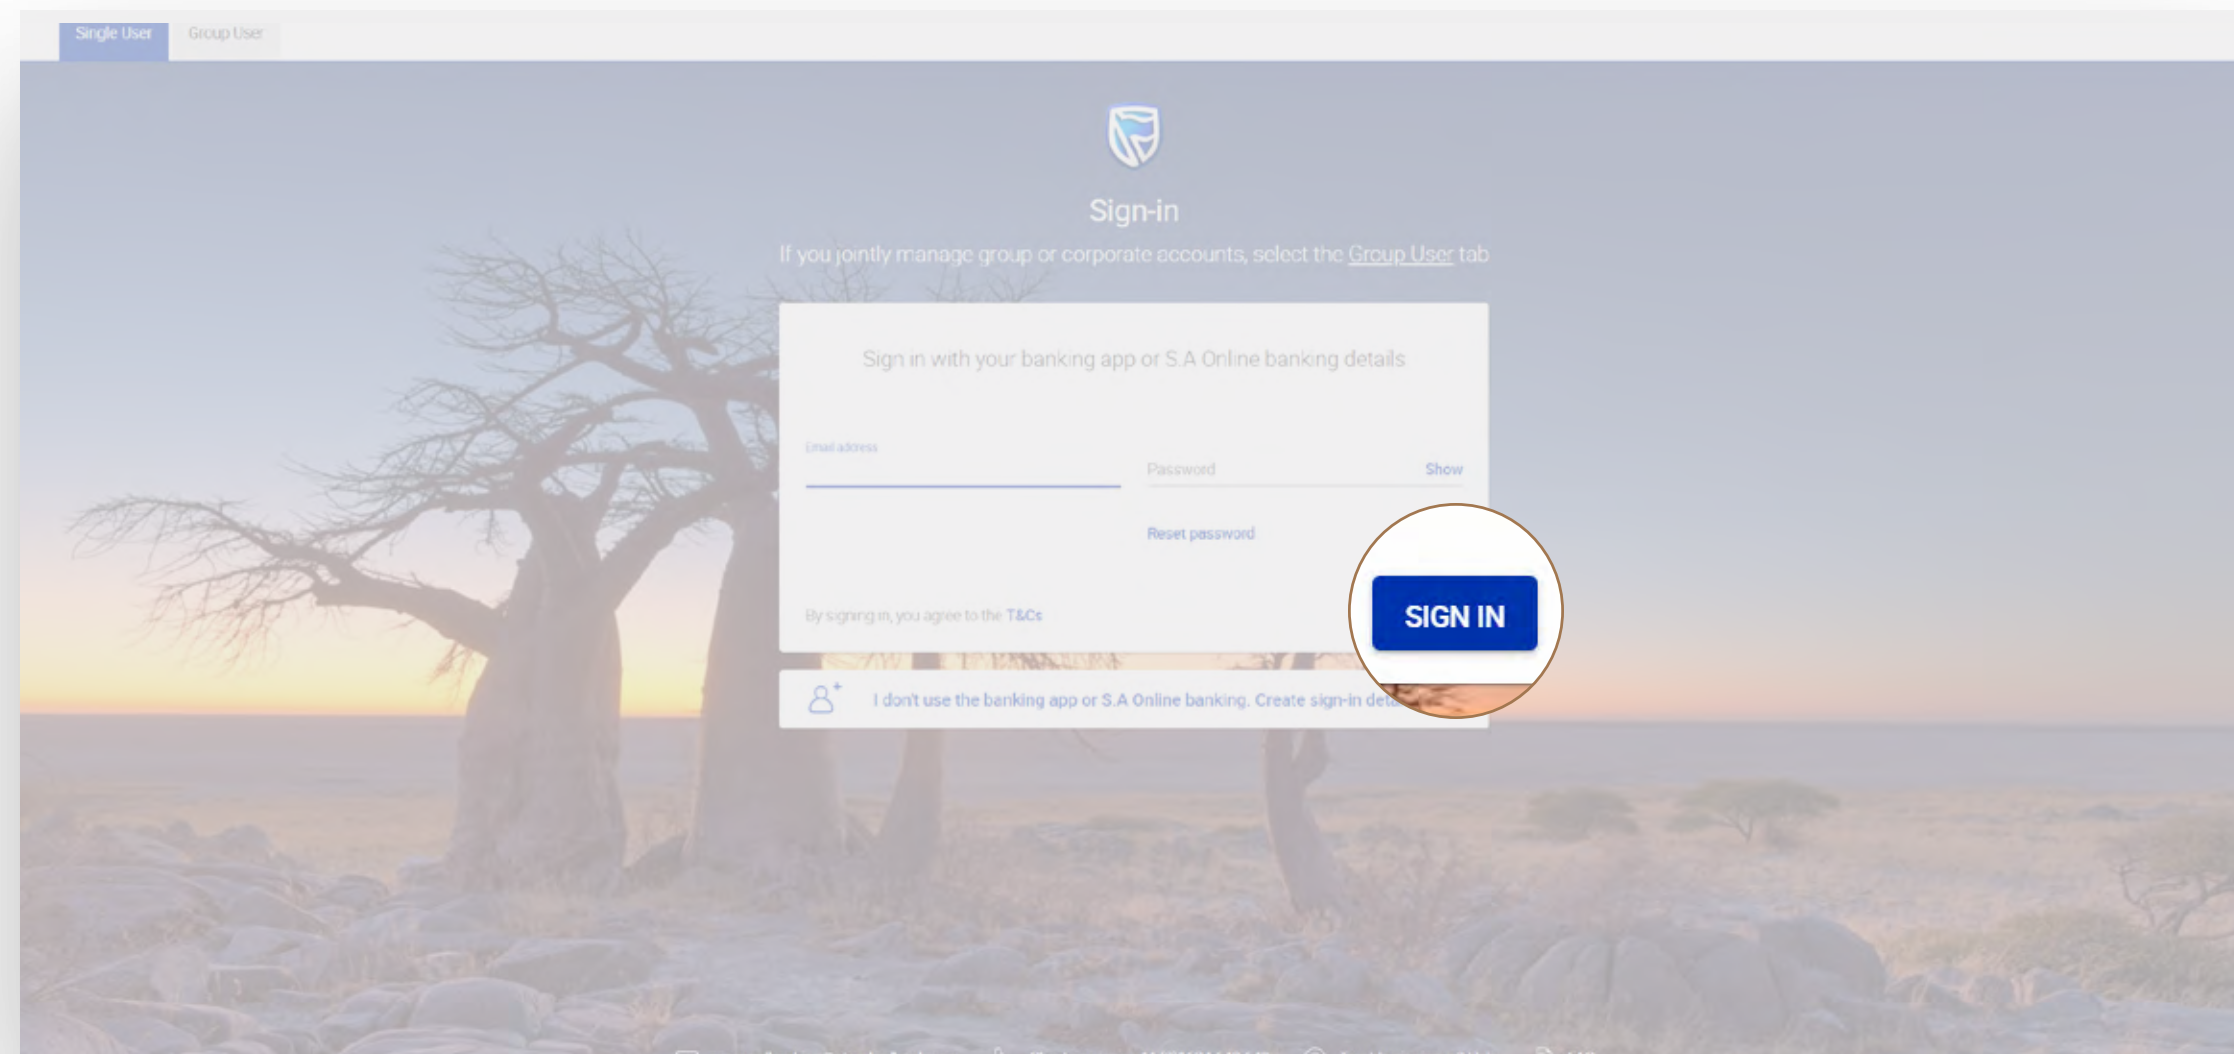 Single User
Group User
Sign-in
If you jointly manage group or corporate accounts, select the Group User tab
Sign in with your banking app or S.A Online banking details
Email address
Password
Show
Reset password
By signing in, you agree to the T&Cs
SIGN IN
I don't use the banking app or S.A Online banking. Create sign-in